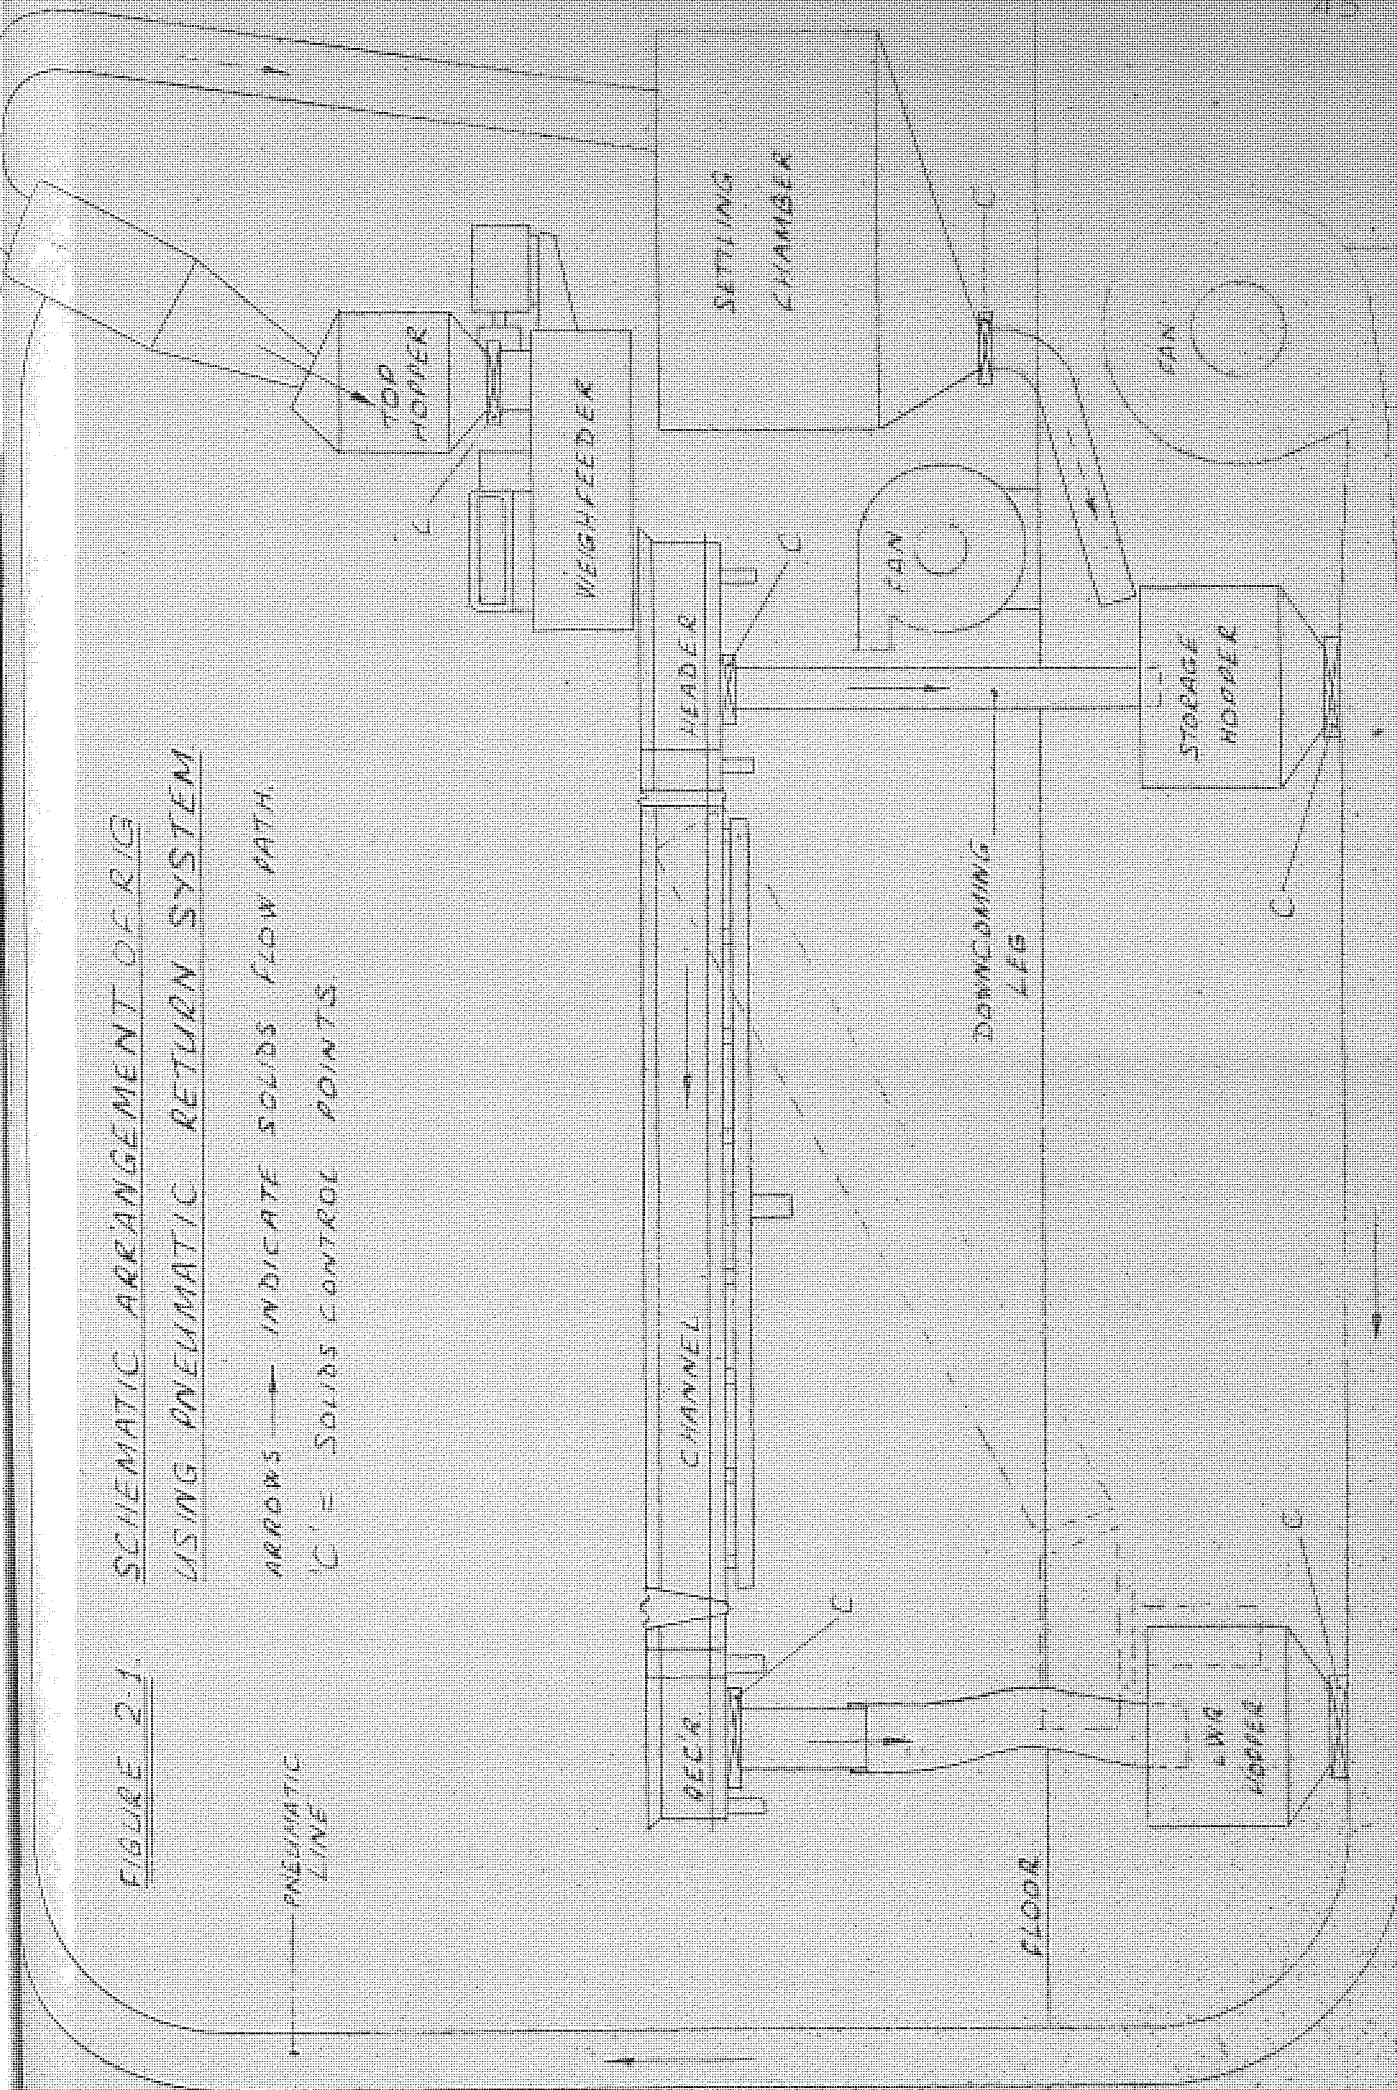 FIGURE 2·1. SCHEMATIC ARRANGEMENT OF RIG
USING PNEUMATIC RETURN SYSTEM
ARROWS → INDICATE SOLIDS FLOW PATH.
'C' = SOLIDS CONTROL POINTS
PNEUMATIC
LINE
TOP
HOPPER
C
WEIGHFEEDER
SETTLING
CHAMBER
C
HEADER
C
FAN
FAN
CHANNEL
REC'R.
C
DOWNCOMING
LEG
STORAGE
HOPPER
C
FLOOR
HOPPER
C